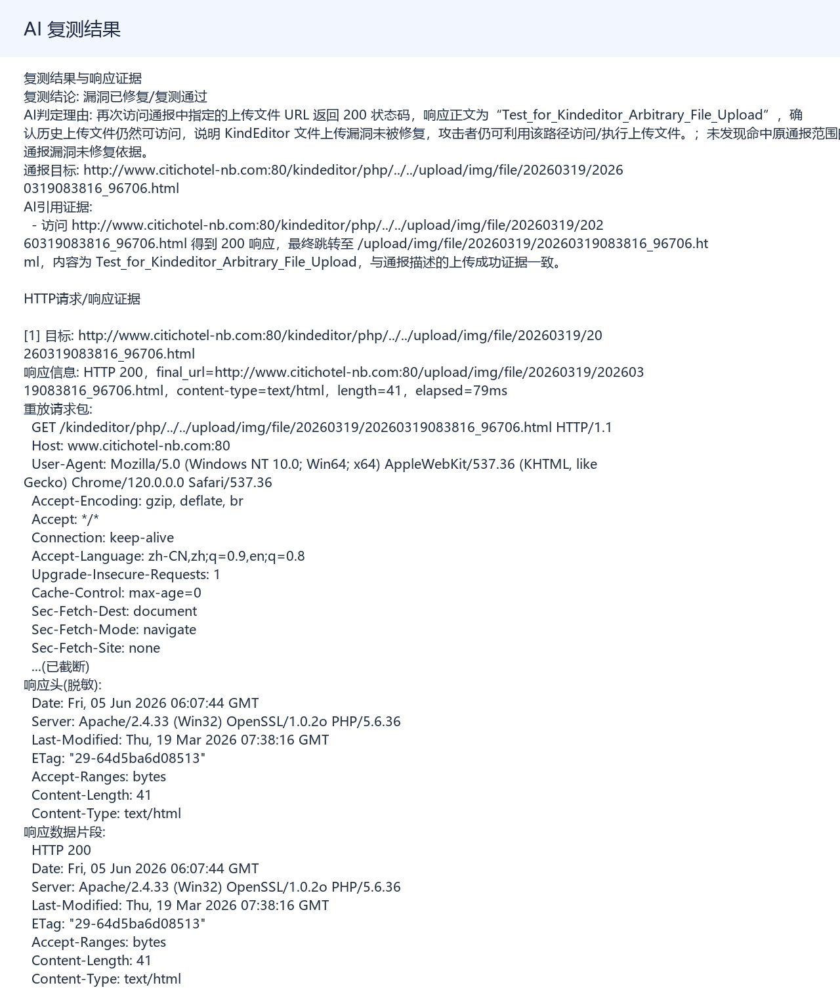 AI 复测结果
复测结果与响应证据
复测结论: 漏洞已修复/复测通过
AI判定理由: 再次访问通报中指定的上传文件 URL 返回 200 状态码，响应正文为“Test_for_Kindeditor_Arbitrary_File_Upload”，确
认历史上传文件仍然可访问，说明 KindEditor 文件上传漏洞未被修复，攻击者仍可利用该路径访问/执行上传文件。；未发现命中原通报范围
通报漏洞未修复依据。
通报目标: http://www.citichotel-nb.com:80/kindeditor/php/../../upload/img/file/20260319/2026
0319083816_96706.html
AI引用证据:
- 访问 http://www.citichotel-nb.com:80/kindeditor/php/../../upload/img/file/20260319/202
60319083816_96706.html 得到 200 响应，最终跳转至 /upload/img/file/20260319/20260319083816_96706.ht
ml，内容为 Test_for_Kindeditor_Arbitrary_File_Upload，与通报描述的上传成功证据一致。
HTTP请求/响应证据
[1] 目标: http://www.citichotel-nb.com:80/kindeditor/php/../../upload/img/file/20260319/20
260319083816_96706.html
响应信息: HTTP 200，final_url=http://www.citichotel-nb.com:80/upload/img/file/20260319/202603
19083816_96706.html，content-type=text/html，length=41，elapsed=79ms
重放请求包:
GET /kindeditor/php/../../upload/img/file/20260319/20260319083816_96706.html HTTP/1.1
Host: www.citichotel-nb.com:80
User-Agent: Mozilla/5.0 (Windows NT 10.0; Win64; x64) AppleWebKit/537.36 (KHTML, like
Gecko) Chrome/120.0.0.0 Safari/537.36
Accept-Encoding: gzip, deflate, br
Accept: */*
Connection: keep-alive
Accept-Language: zh-CN,zh;q=0.9,en;q=0.8
Upgrade-Insecure-Requests: 1
Cache-Control: max-age=0
Sec-Fetch-Dest: document
Sec-Fetch-Mode: navigate
Sec-Fetch-Site: none
...(已截断)
响应头(脱敏):
Date: Fri, 05 Jun 2026 06:07:44 GMT
Server: Apache/2.4.33 (Win32) OpenSSL/1.0.2o PHP/5.6.36
Last-Modified: Thu, 19 Mar 2026 07:38:16 GMT
ETag: "29-64d5ba6d08513"
Accept-Ranges: bytes
Content-Length: 41
Content-Type: text/html
响应数据片段:
HTTP 200
Date: Fri, 05 Jun 2026 06:07:44 GMT
Server: Apache/2.4.33 (Win32) OpenSSL/1.0.2o PHP/5.6.36
Last-Modified: Thu, 19 Mar 2026 07:38:16 GMT
ETag: "29-64d5ba6d08513"
Accept-Ranges: bytes
Content-Length: 41
Content-Type: text/html